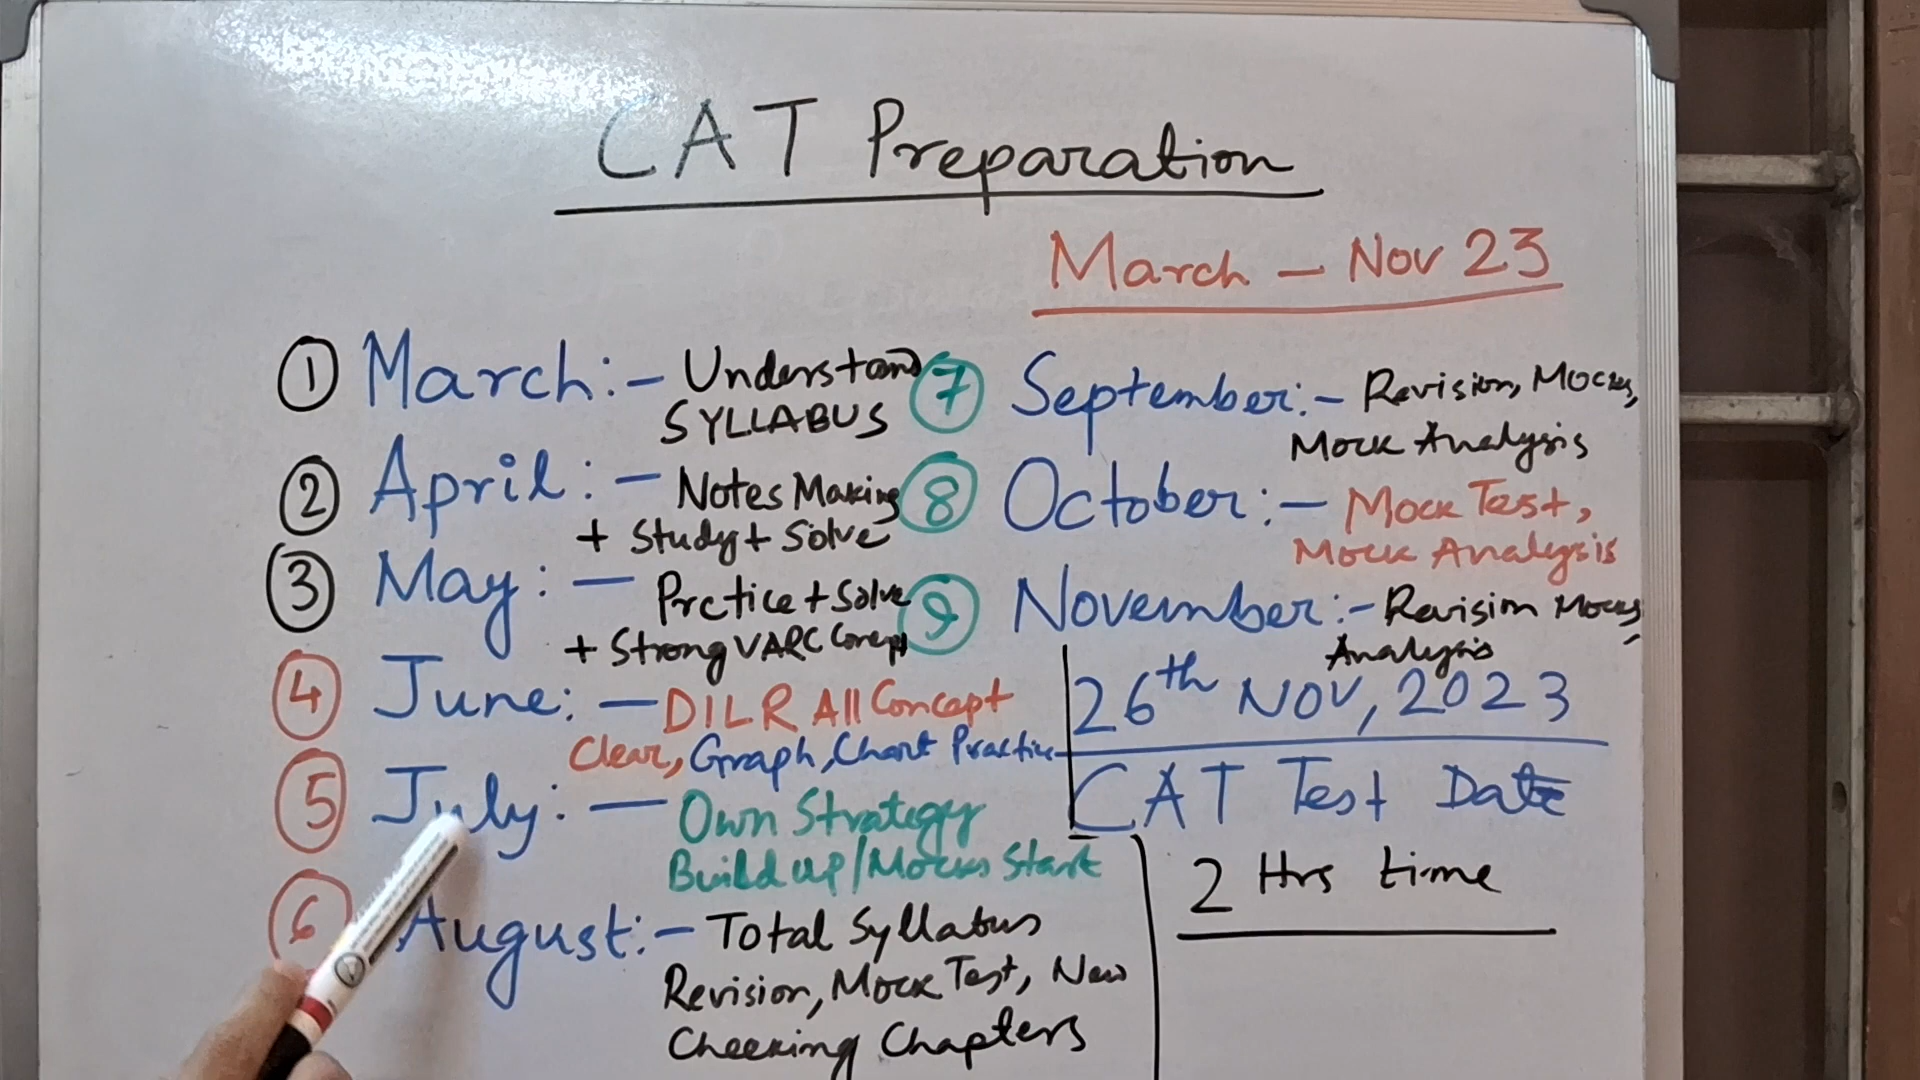 CAT Preparation
March - Nov 23
① March:- Understand
SYLLABUS
② April:- Notes Making
+ Study + Solve
③ May:- Prctice + Solve
+ Strong VARC Concept
④ June:- DILR All Concept
Clear, Graph, Chart Practice
⑤ July:- Own Strategy
Build up/Mocks Start
⑥ August:- Total Syllabus
Revision, Mock Test, New
Checking Chapters
⑦ September:- Revision, Mocks,
Mock Analysis
⑧ October:- Mock Test,
Mock Analysis
⑨ November:- Revision Mocks,
Analysis
26th NOV, 2023
CAT Test Date
2 Hrs time